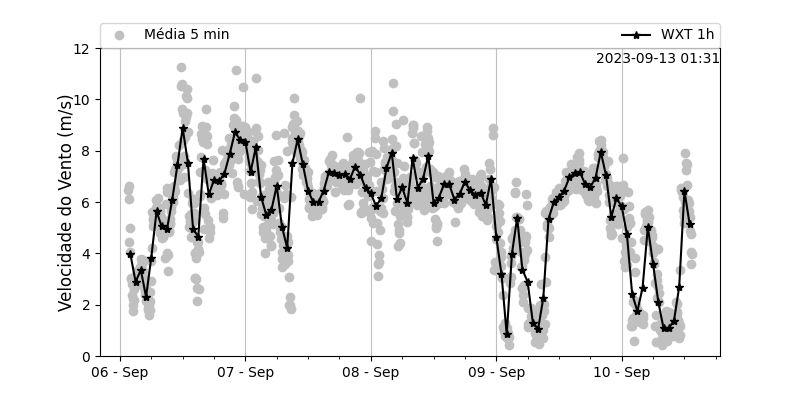 Média 5 min
WXT 1h
2023-09-13 01:31
Velocidade do Vento (m/s)
12
10
8
6
4
2
0
06 - Sep
07 - Sep
08 - Sep
09 - Sep
10 - Sep